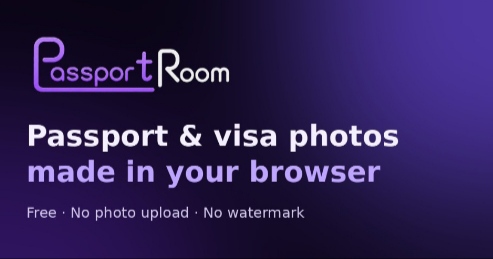 PassportRoom
Passport & visa photos
made in your browser
Free · No photo upload · No watermark